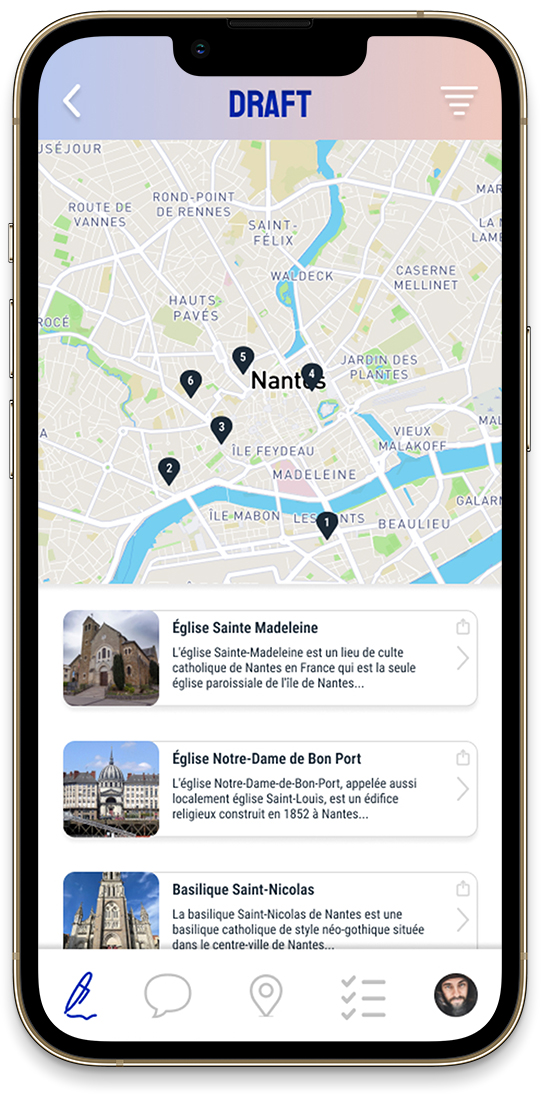 DRAFT
USÉJOUR
ROND-POINT
DE RENNES
ROUTE DE
VANNES
MAR
SAINT-
FÉLIX
LA
LAME
WALDECK
CASERNE
MELLINET
HAUTS-
PAVÉS
ROCÉ
5
JARDIN DES
PLANTES
6
Nantes
4
3
VIEUX
MALAKOFF
MAL
A
ÎLE FEYDEAU
2
MADELEINE
GALARN
ÎLE MABON
1
BEAULIEU
Église Sainte Madeleine
L'église Sainte-Madeleine est un lieu de culte
catholique de Nantes en France qui est la seule
église paroissiale de l'île de Nantes...
Église Notre-Dame de Bon Port
L'église Notre-Dame-de-Bon-Port, appelée aussi
localement église Saint-Louis, est un édifice
religieux construit en 1852 à Nantes...
Basilique Saint-Nicolas
La basilique Saint-Nicolas de Nantes est une
basilique catholique de style néo-gothique située
dans le centre-ville de Nantes...